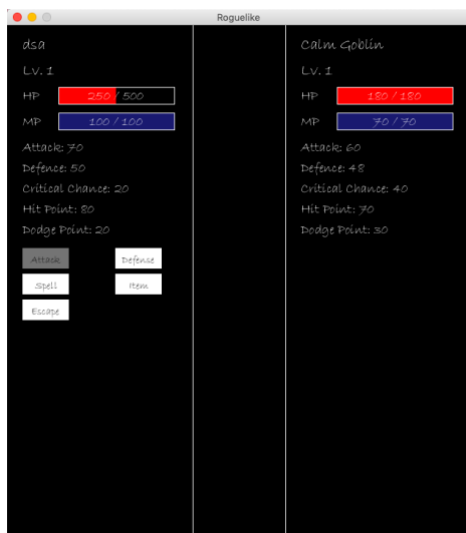 Roguelike
dsa
Lv. 1
HP 250 / 500
MP 100 / 100
Attack: 70
Defence: 50
Critical Chance: 20
Hit Point: 80
Dodge Point: 20
Attack Defense
Spell Item
Escape
Calm Goblin
Lv. 1
HP 180 / 180
MP 70 / 70
Attack: 60
Defence: 48
Critical Chance: 40
Hit Point: 70
Dodge Point: 30